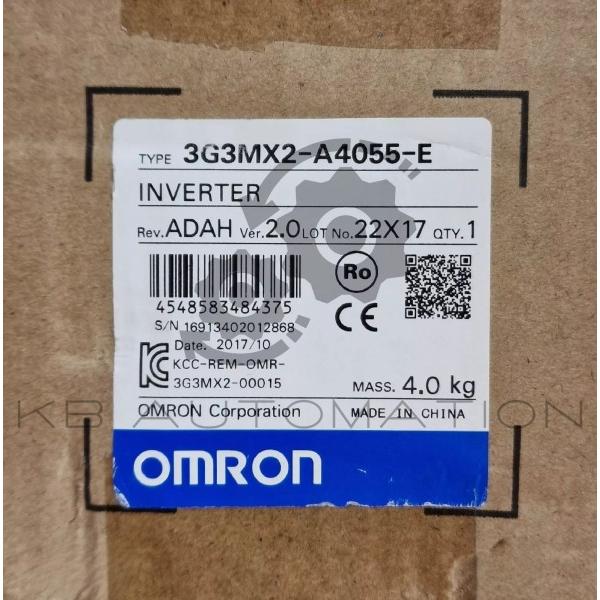 TYPE 3G3MX2-A4055-E
INVERTER
Rev. ADAH Ver. 2.0 LOT No. 22X17 QTY. 1
Ro
4548583484375
S/N 16913402012868
CE
Date. 2017/10
KCC-REM-OMR-
3G3MX2-00015
MASS. 4.0 kg
OMRON Corporation MADE IN CHINA
KB AUTOMATION
OMRON